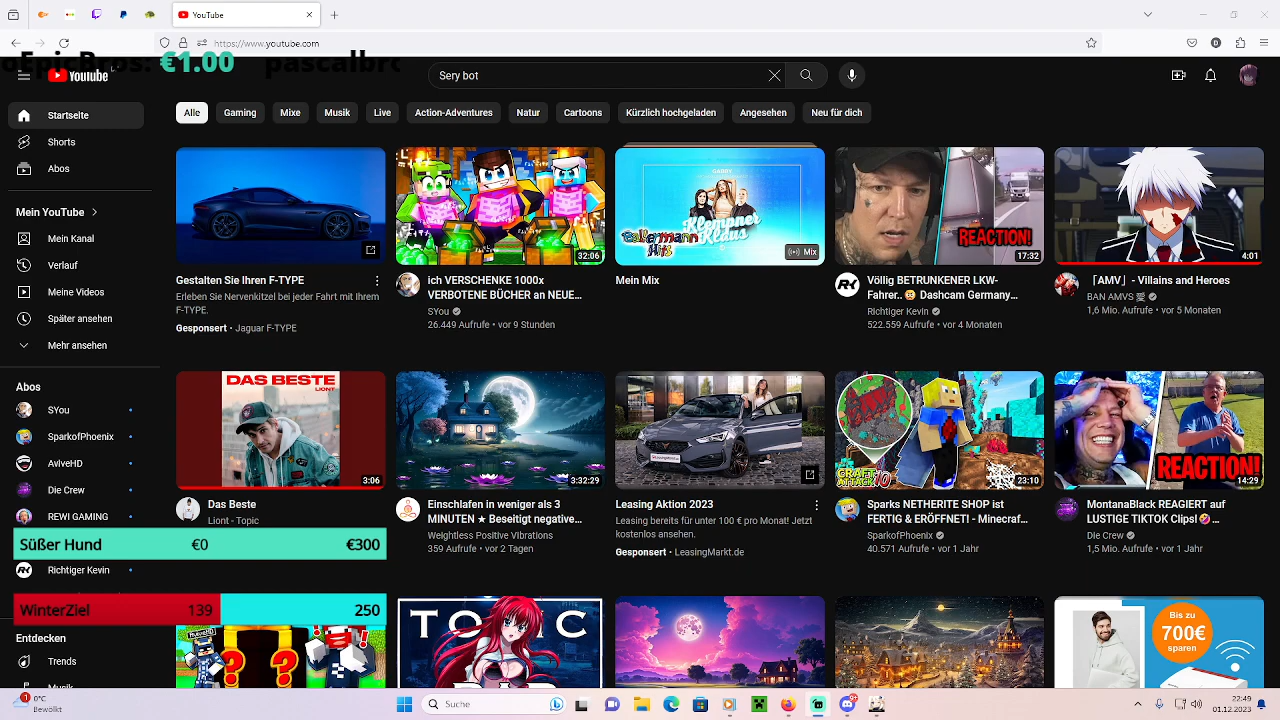 YouTube
https://www.youtube.com
oEpicBros: €1.00 pascalbro
YouTube
Sery bot
Startseite
Shorts
Abos
Mein YouTube
Mein Kanal
Verlauf
Meine Videos
Später ansehen
Mehr ansehen
Abos
SYou
SparkofPhoenix
AviveHD
Die Crew
REWI GAMING
Süßer Hund €0 €300
Richtiger Kevin
WinterZiel 139 250
Entdecken
Trends
Musik
Alle Gaming Mixe Musik Live Action-Adventures Natur Cartoons Kürzlich hochgeladen Angesehen Neu für dich
Gestalten Sie Ihren F-TYPE
Erleben Sie Nervenkitzel bei jeder Fahrt mit Ihrem
F-TYPE.
Gesponsert • Jaguar F-TYPE
32:06
ich VERSCHENKE 1000x
VERBOTENE BÜCHER an NEUE...
SYou
26.449 Aufrufe • vor 9 Stunden
Ballermann
Hits
Mix
Mein Mix
REACTION!
17:32
Völlig BETRUNKENER LKW-
Fahrer.. Dashcam Germany...
Richtiger Kevin
522.559 Aufrufe • vor 4 Monaten
4:01
「AMV」 - Villains and Heroes
BAN AMVS 愛
1,6 Mio. Aufrufe • vor 5 Monaten
DAS BESTE
LIONT
3:06
Das Beste
Liont - Topic
3:32:29
Einschlafen in weniger als 3
MINUTEN ★ Beseitigt negative...
Weightless Positive VIbrations
359 Aufrufe • vor 2 Tagen
Leasing Aktion 2023
Leasing bereits für unter 100 € pro Monat! Jetzt
kostenlos ansehen.
Gesponsert • LeasingMarkt.de
CRAFT
ATTACK 10
23:10
Sparks NETHERITE SHOP ist
FERTIG & ERÖFFNET! - Minecraf...
SparkofPhoenix
40.571 Aufrufe • vor 1 Jahr
REACTION!
14:29
MontanaBlack REAGIERT auf
LUSTIGE TIKTOK Clips! ...
Die Crew
1,5 Mio. Aufrufe • vor 1 Jahr
Bis zu
700€
sparen
0°C
Bewölkt
Suche
22:49
01.12.2023